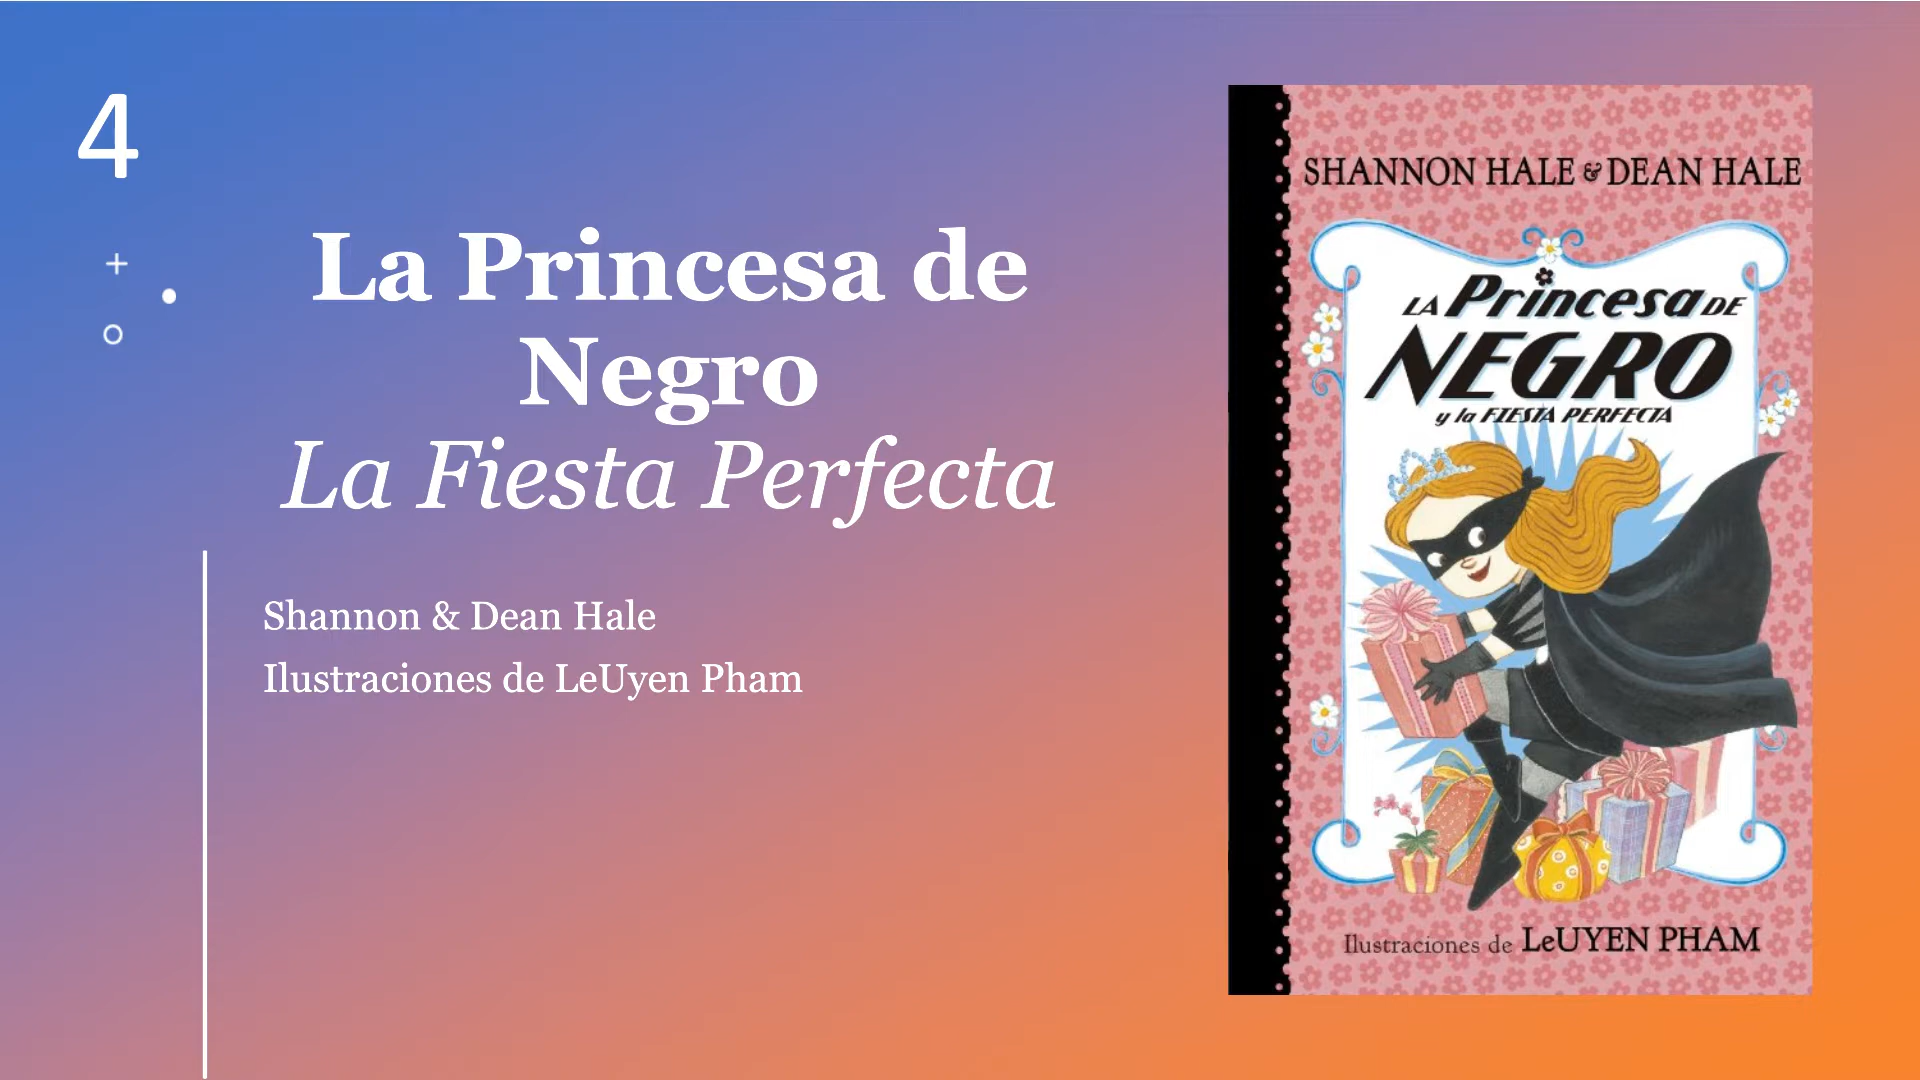 4
La Princesa de
Negro
La Fiesta Perfecta
Shannon & Dean Hale
Ilustraciones de LeUyen Pham
SHANNON HALE & DEAN HALE
LA Princesa DE
NEGRO
y la FIESTA PERFECTA
Ilustraciones de LeUYEN PHAM